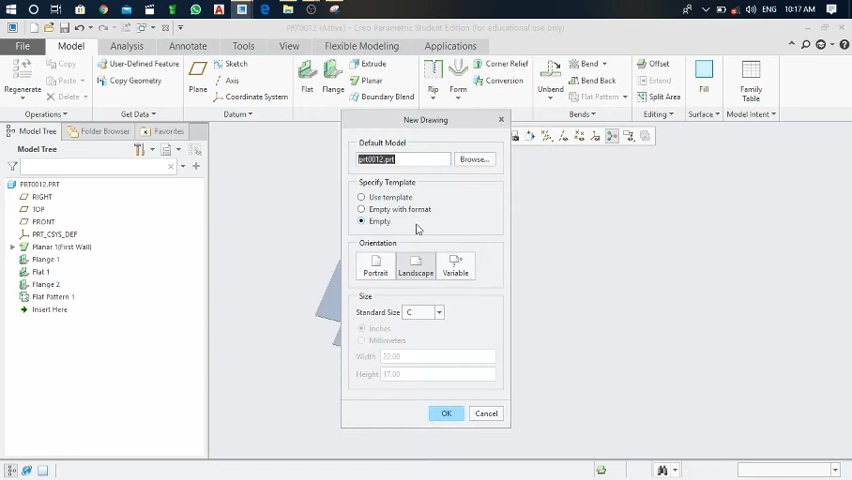 ENG 10:17 AM
PRT0012 (Active) - Creo Parametric Student Edition (for educational use only)
File Model Analysis Annotate Tools View Flexible Modeling Applications
Regenerate
Copy
Paste
Delete
Operations
User-Defined Feature
Copy Geometry
Get Data
Plane
Sketch
Axis
Coordinate System
Datum
Flat
Flange
Extrude
Planar
Boundary Blend
Rip
Form
Corner Relief
Conversion
Unbend
Bend
Bend Back
Bends
Offset
Extend
Split Area
Fill
Surface
Family
Table
Model Intent
Model Tree
Folder Browser
Favorites
Model Tree
PRT0012.PRT
RIGHT
TOP
FRONT
PRT_CSYS_DEF
Planar 1(First Wall)
Flange 1
Flat 1
Flange 2
Flat Pattern 1
Insert Here
New Drawing
Default Model
prt0012.prt
Browse...
Specify Template
Use template
Empty with format
Empty
Orientation
Portrait Landscape Variable
Size
Standard Size C
Inches
Millimeters
Width 22.00
Height 17.00
OK Cancel